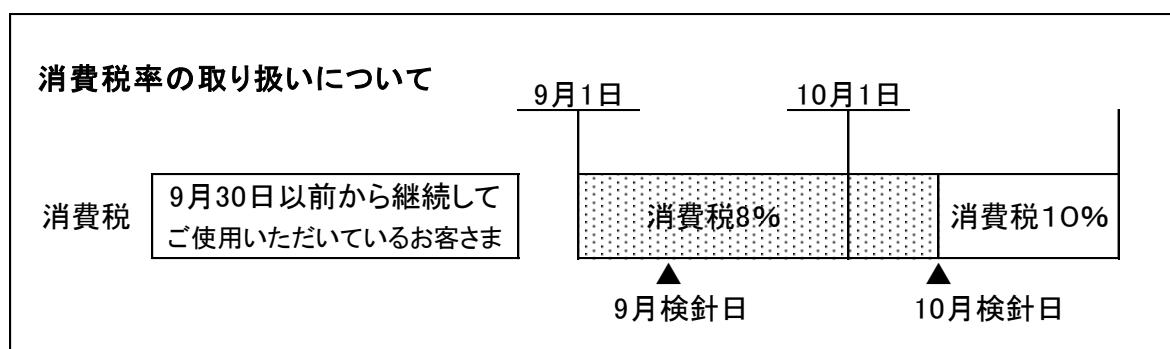 消費税率の取り扱いについて
9月1日
10月1日
消費税
9月30日以前から継続して
ご使用いただいているお客さま
消費税8%
消費税10%
9月検針日
10月検針日